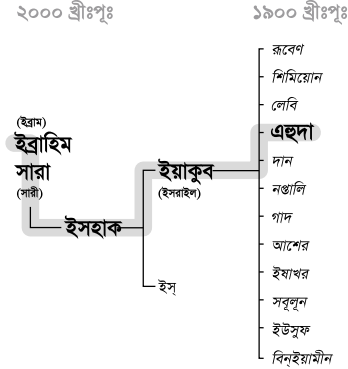 ২০০০ খ্রীঃপূঃ
১৯০০ খ্রীঃপূঃ
(ইব্রাম)
ইব্রাহিম
সারা
(সারী)
ইসহাক
ইয়াকুব
(ইসরাইল)
ইস্
রূবেণ
শিমিয়োন
লেবি
এহুদা
দান
নপ্তালি
গাদ
আশের
ইষাখর
সবূলূন
ইউসুফ
বিন্‌ইয়ামীন